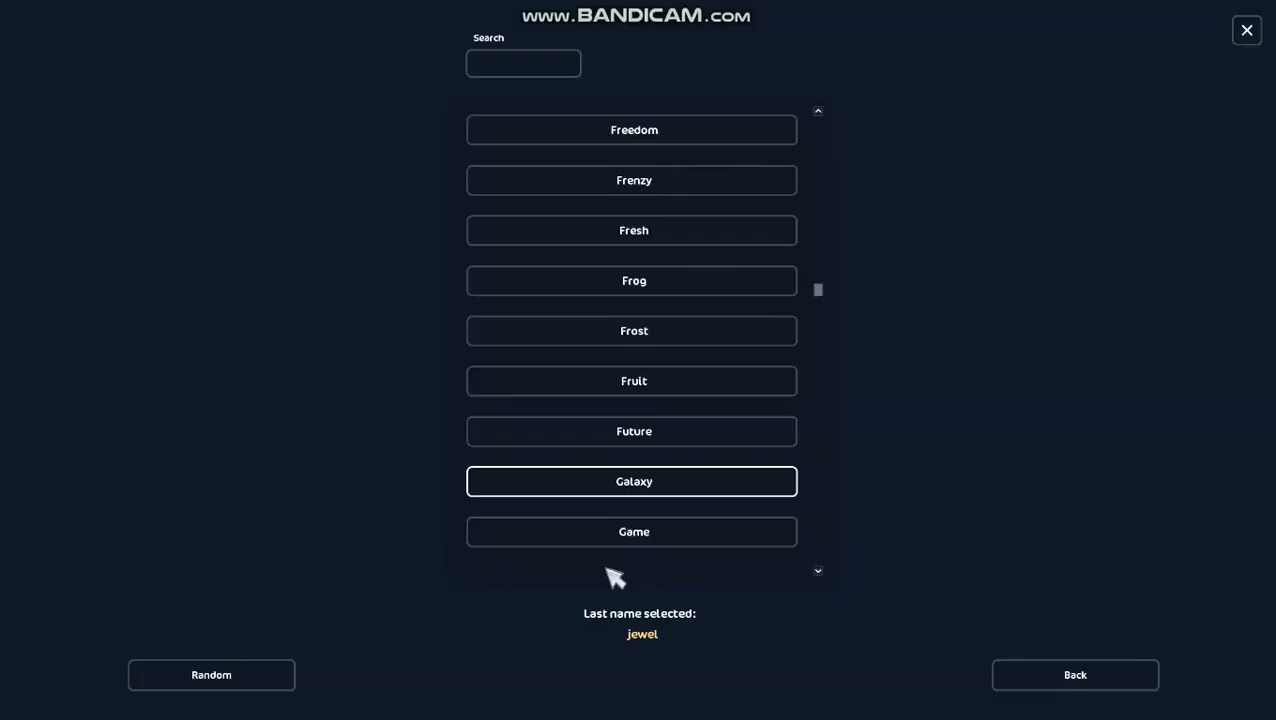 www.BANDICAM.com
Search
Freedom
Frenzy
Fresh
Frog
Frost
Fruit
Future
Galaxy
Game
Last name selected:
jewel
Random
Back